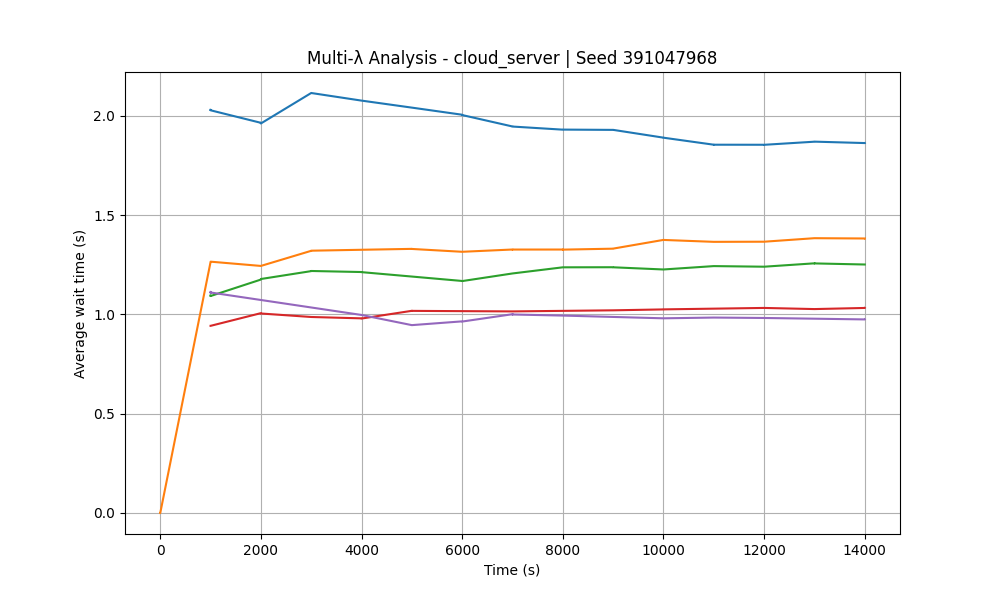 Multi-λ Analysis - cloud_server | Seed 391047968
2.0
1.5
1.0
0.5
0.0
Average wait time (s)
0 2000 4000 6000 8000 10000 12000 14000
Time (s)